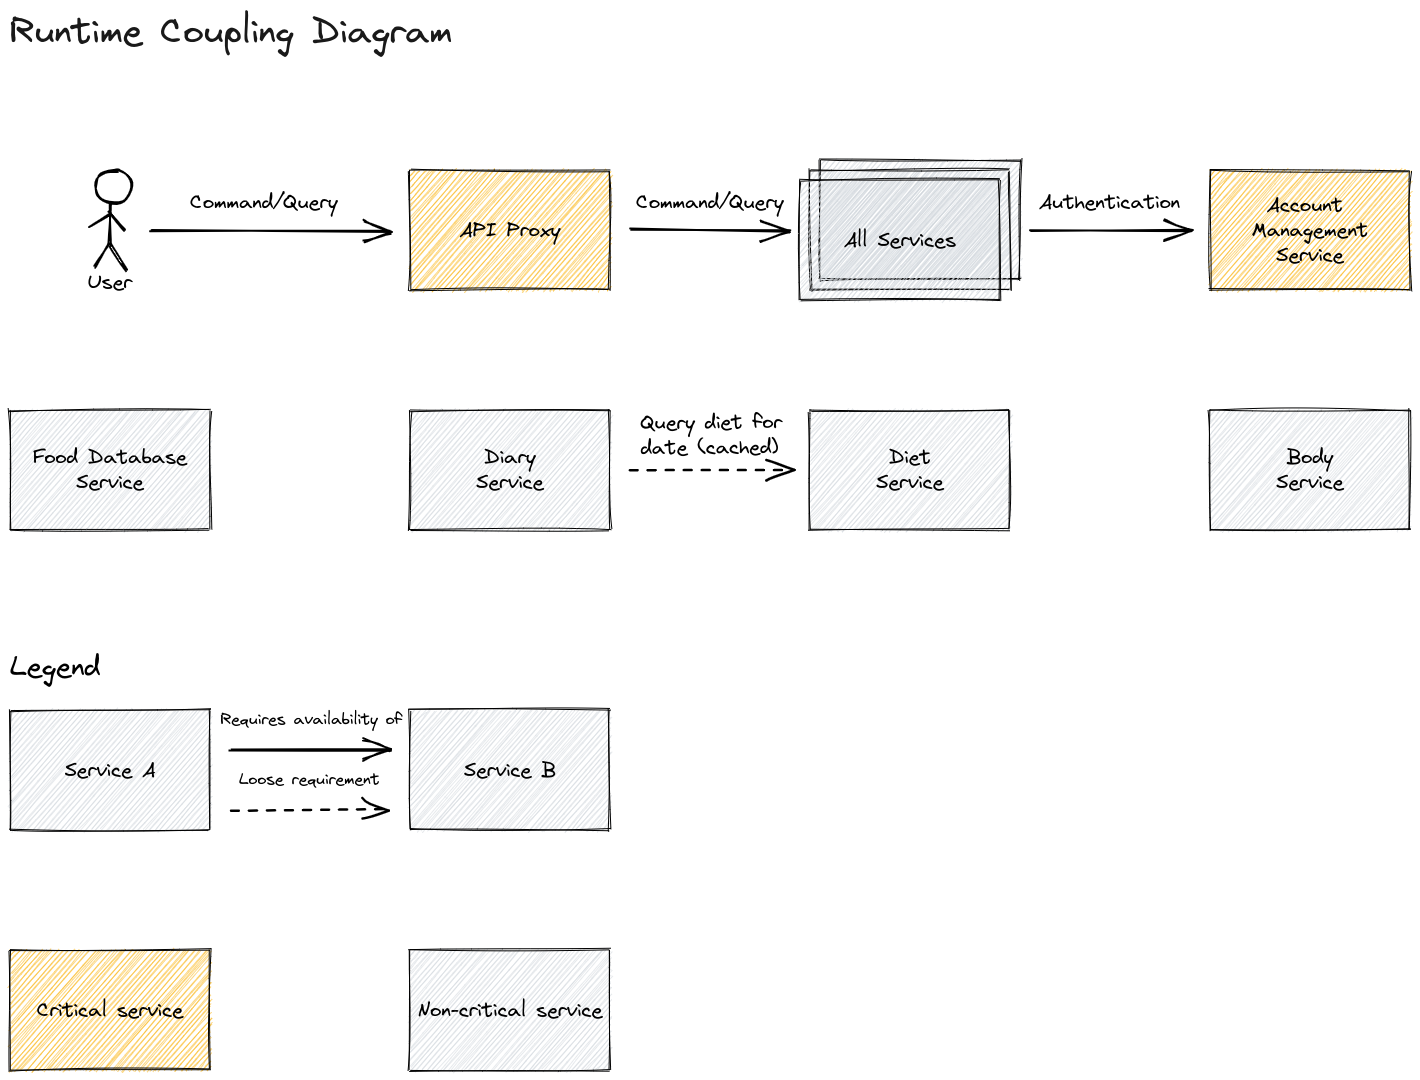 Runtime Coupling Diagram
User
Command/Query
API Proxy
Command/Query
All Services
Authentication
Account
Management
Service
Food Database
Service
Diary
Service
Query diet for
date (cached)
Diet
Service
Body
Service
Legend
Service A
Requires availability of
Loose requirement
Service B
Critical service
Non-critical service